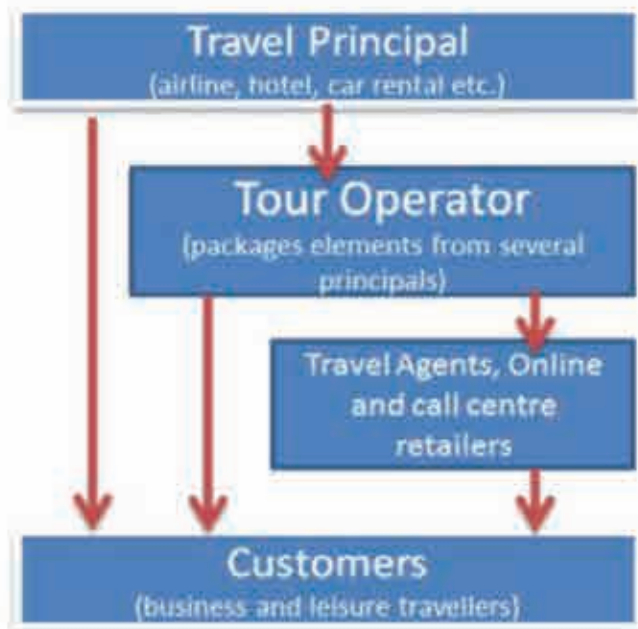 Travel Principal
(airline, hotel, car rental etc.)
Tour Operator
(packages elements from several
principals)
Travel Agents, Online
and call centre
retailers
Customers
(business and leisure travellers)